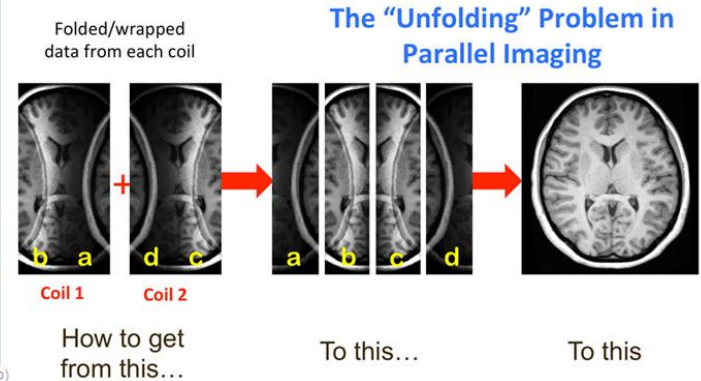 Folded/wrapped
data from each coil
The “Unfolding” Problem in
Parallel Imaging
+
b a d c
a b c d
Coil 1 Coil 2
How to get
from this...
To this...
To this